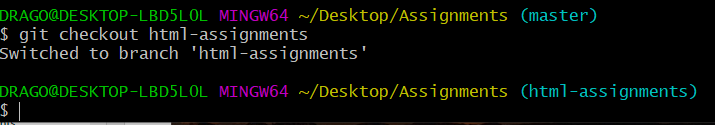 DRAGO@DESKTOP-LBD5L0L MINGW64 ~/Desktop/Assignments (master)
$ git checkout html-assignments
Switched to branch 'html-assignments'
DRAGO@DESKTOP-LBD5L0L MINGW64 ~/Desktop/Assignments (html-assignments)
$